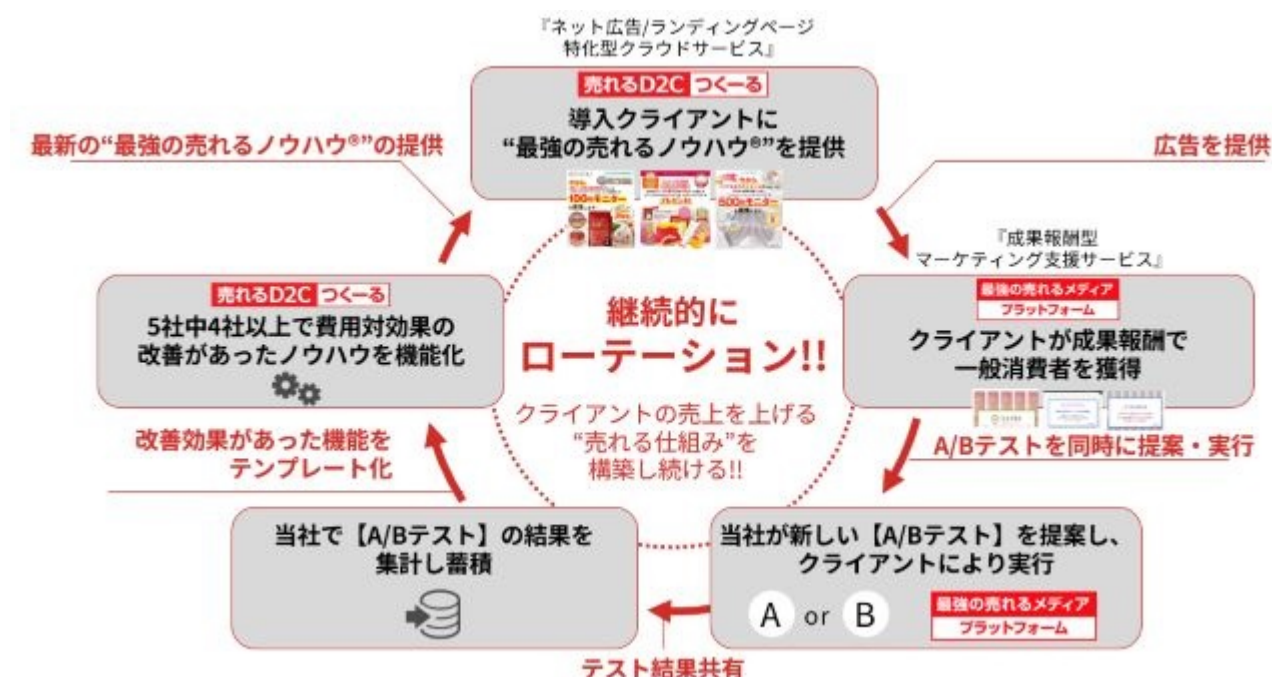 『ネット広告/ランディングページ
特化型クラウドサービス』
売れるD2C つくーる
導入クライアントに
“最強の売れるノウハウ®”を提供
100円モニター
500円モニター
最新の“最強の売れるノウハウ®”の提供
広告を提供
『成果報酬型
マーケティング支援サービス』
最強の売れるメディア
プラットフォーム
クライアントが成果報酬で
一般消費者を獲得
売れるD2C つくーる
5社中4社以上で費用対効果の
改善があったノウハウを機能化
継続的に
ローテーション!!
クライアントの売上を上げる
“売れる仕組み”を
構築し続ける!!
A/Bテストを同時に提案・実行
改善効果があった機能を
テンプレート化
当社で【A/Bテスト】の結果を
集計し蓄積
当社が新しい【A/Bテスト】を提案し、
クライアントにより実行
A or B
最強の売れるメディア
プラットフォーム
テスト結果共有